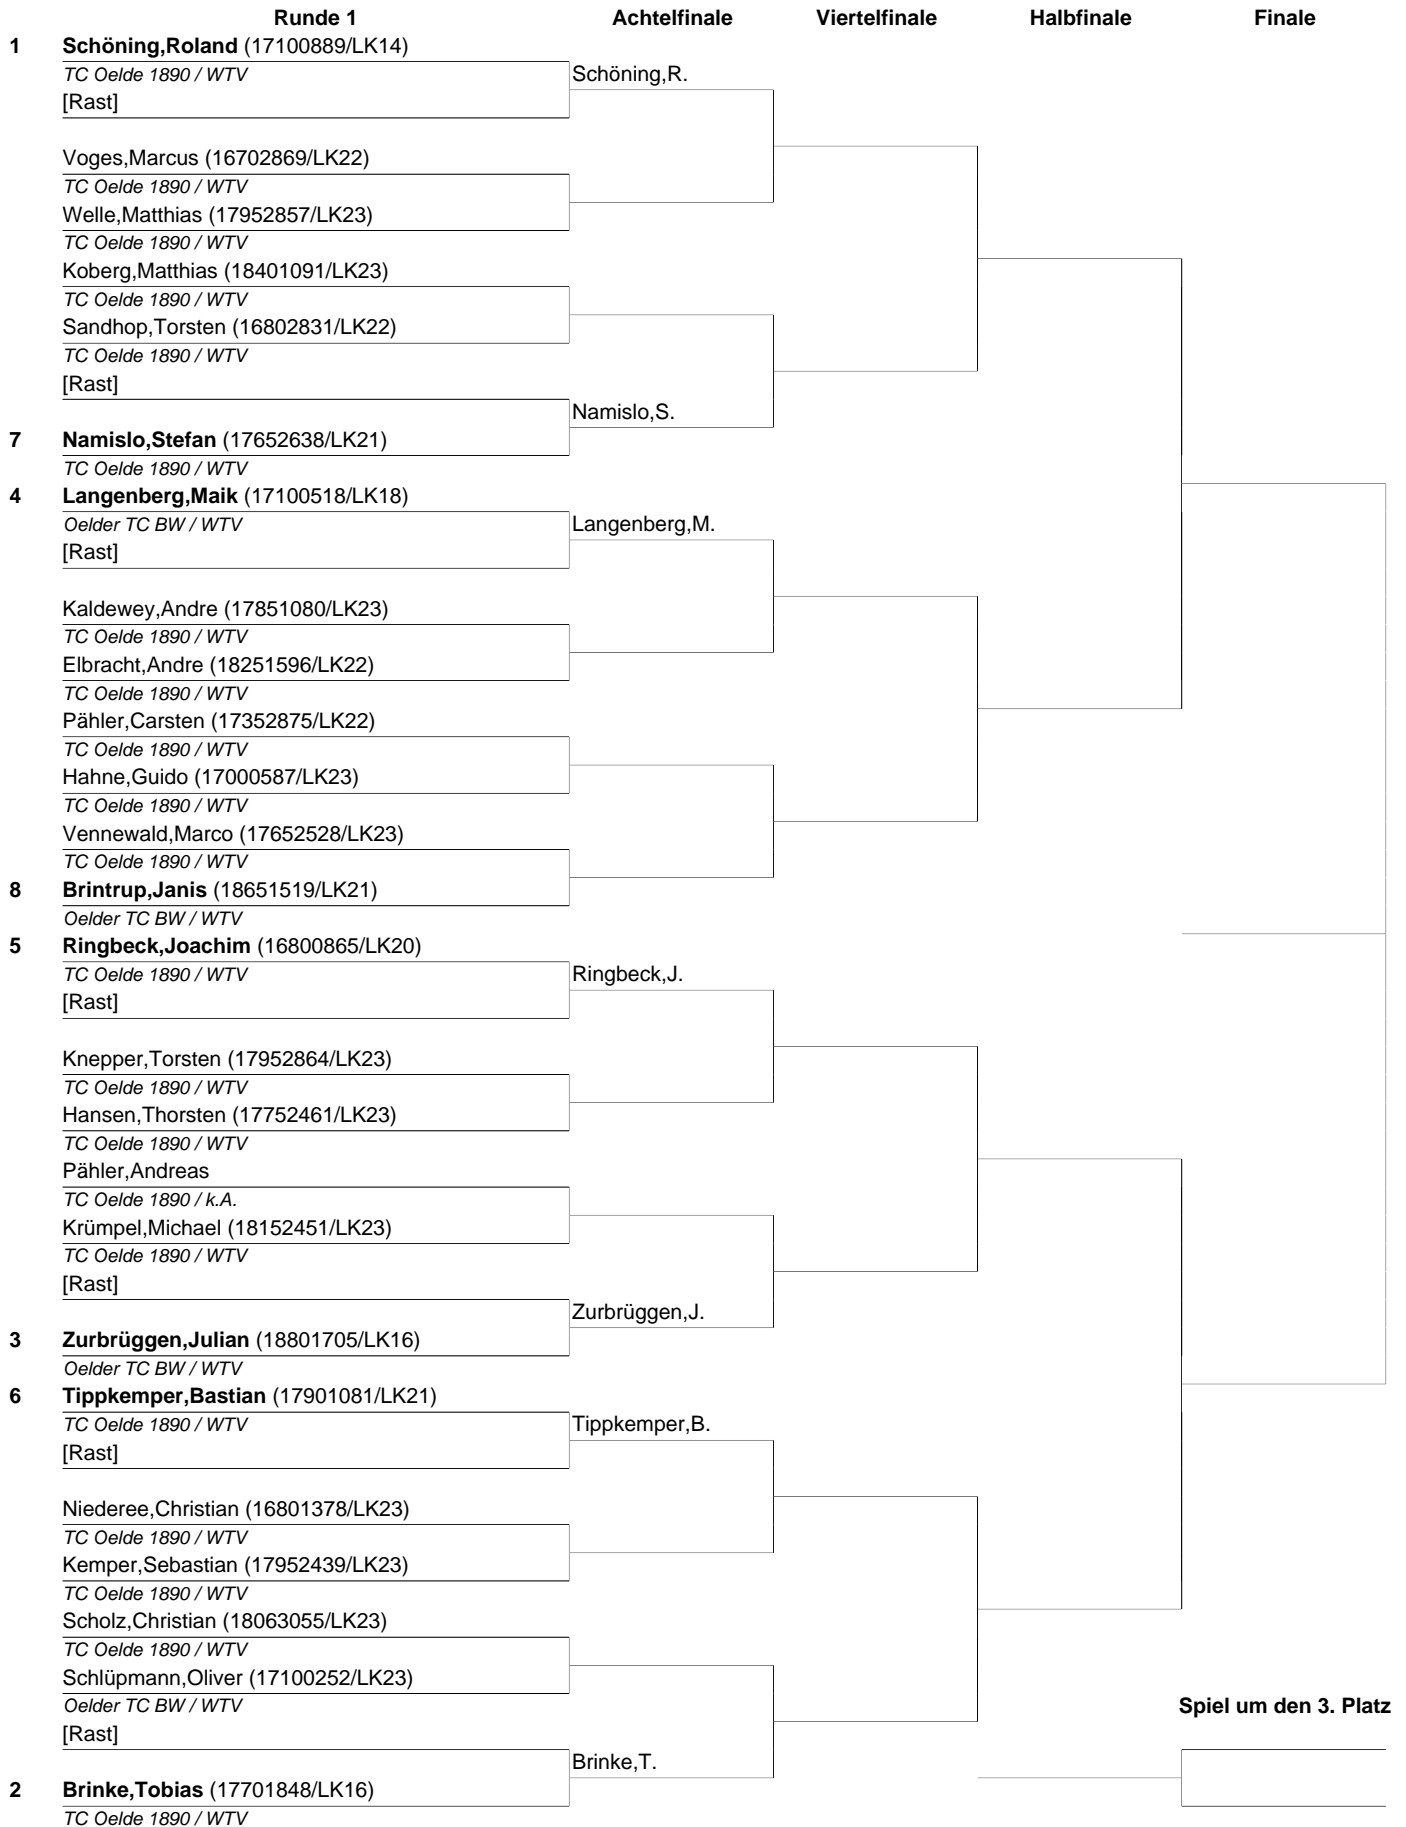 Runde 1 Achtelfinale Viertelfinale Halbfinale Finale
1 Schöning,Roland (17100889/LK14)
TC Oelde 1890 / WTV Schöning,R.
[Rast]
Voges,Marcus (16702869/LK22)
TC Oelde 1890 / WTV
Welle,Matthias (17952857/LK23)
TC Oelde 1890 / WTV
Koberg,Matthias (18401091/LK23)
TC Oelde 1890 / WTV
Sandhop,Torsten (16802831/LK22)
TC Oelde 1890 / WTV
[Rast]
Namislo,S.
7 Namislo,Stefan (17652638/LK21)
TC Oelde 1890 / WTV
4 Langenberg,Maik (17100518/LK18)
Oelder TC BW / WTV Langenberg,M.
[Rast]
Kaldewey,Andre (17851080/LK23)
TC Oelde 1890 / WTV
Elbracht,Andre (18251596/LK22)
TC Oelde 1890 / WTV
Pähler,Carsten (17352875/LK22)
TC Oelde 1890 / WTV
Hahne,Guido (17000587/LK23)
TC Oelde 1890 / WTV
Vennewald,Marco (17652528/LK23)
TC Oelde 1890 / WTV
8 Brintrup,Janis (18651519/LK21)
Oelder TC BW / WTV
5 Ringbeck,Joachim (16800865/LK20)
TC Oelde 1890 / WTV Ringbeck,J.
[Rast]
Knepper,Torsten (17952864/LK23)
TC Oelde 1890 / WTV
Hansen,Thorsten (17752461/LK23)
TC Oelde 1890 / WTV
Pähler,Andreas
TC Oelde 1890 / k.A.
Krümpel,Michael (18152451/LK23)
TC Oelde 1890 / WTV
[Rast]
Zurbrüggen,J.
3 Zurbrüggen,Julian (18801705/LK16)
Oelder TC BW / WTV
6 Tippkemper,Bastian (17901081/LK21)
TC Oelde 1890 / WTV Tippkemper,B.
[Rast]
Niederee,Christian (16801378/LK23)
TC Oelde 1890 / WTV
Kemper,Sebastian (17952439/LK23)
TC Oelde 1890 / WTV
Scholz,Christian (18063055/LK23)
TC Oelde 1890 / WTV
Schlüpmann,Oliver (17100252/LK23)
Oelder TC BW / WTV Spiel um den 3. Platz
[Rast]
Brinke,T.
2 Brinke,Tobias (17701848/LK16)
TC Oelde 1890 / WTV